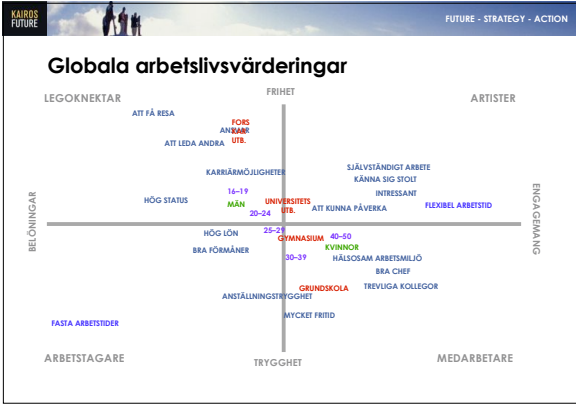 KAIROS
FUTURE
FUTURE - STRATEGY - ACTION
Globala arbetslivsvärderingar
LEGOKNEKTAR
FRIHET
ARTISTER
ATT FÅ RESA
FORS
KAR
UTB.
ANSVAR
ATT LEDA ANDRA
KARRIÄRMÖJLIGHETER
SJÄLVSTÄNDIGT ARBETE
KÄNNA SIG STOLT
16–19
INTRESSANT
HÖG STATUS
MÄN
UNIVERSITETS
UTB.
20–24
ATT KUNNA PÅVERKA
FLEXIBEL ARBETSTID
BELÖNINGAR
ENGAGEMANG
HÖG LÖN
25–29
GYMNASIUM
40–50
BRA FÖRMÅNER
KVINNOR
30–39
HÄLSOSAM ARBETSMILJÖ
BRA CHEF
GRUNDSKOLA
TREVLIGA KOLLEGOR
ANSTÄLLNINGSTRYGGHET
MYCKET FRITID
FASTA ARBETSTIDER
ARBETSTAGARE
TRYGGHET
MEDARBETARE